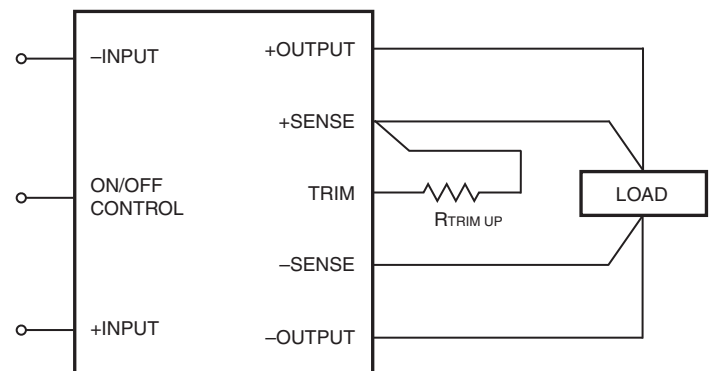 –INPUT
+OUTPUT
+SENSE
ON/OFF
CONTROL
TRIM
RTRIM UP
LOAD
–SENSE
+INPUT
–OUTPUT